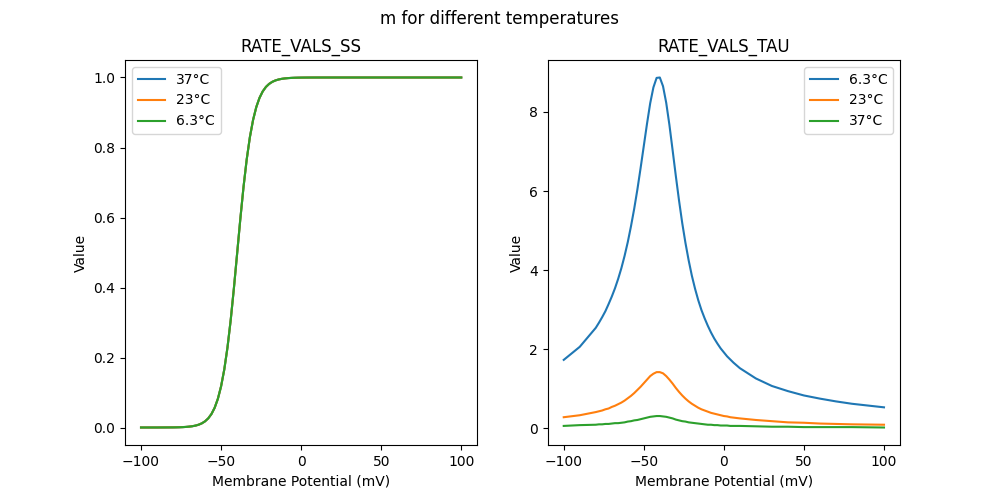 m for different temperatures
RATE_VALS_SS
RATE_VALS_TAU
37°C
23°C
6.3°C
6.3°C
23°C
37°C
Value
1.0
0.8
0.6
0.4
0.2
0.0
−100
−50
0
50
100
Membrane Potential (mV)
Value
8
6
4
2
0
−100
−50
0
50
100
Membrane Potential (mV)